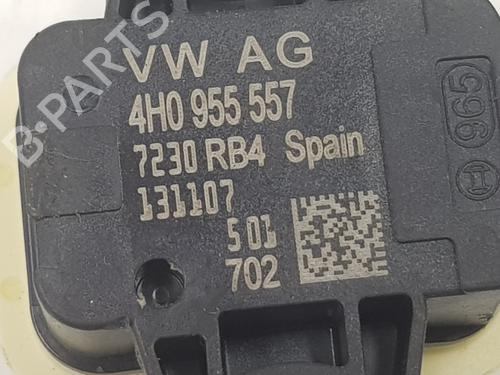 VW AG
4H0 955 557
7230 RB4 Spain
131107
501
702
965
B-PARTS